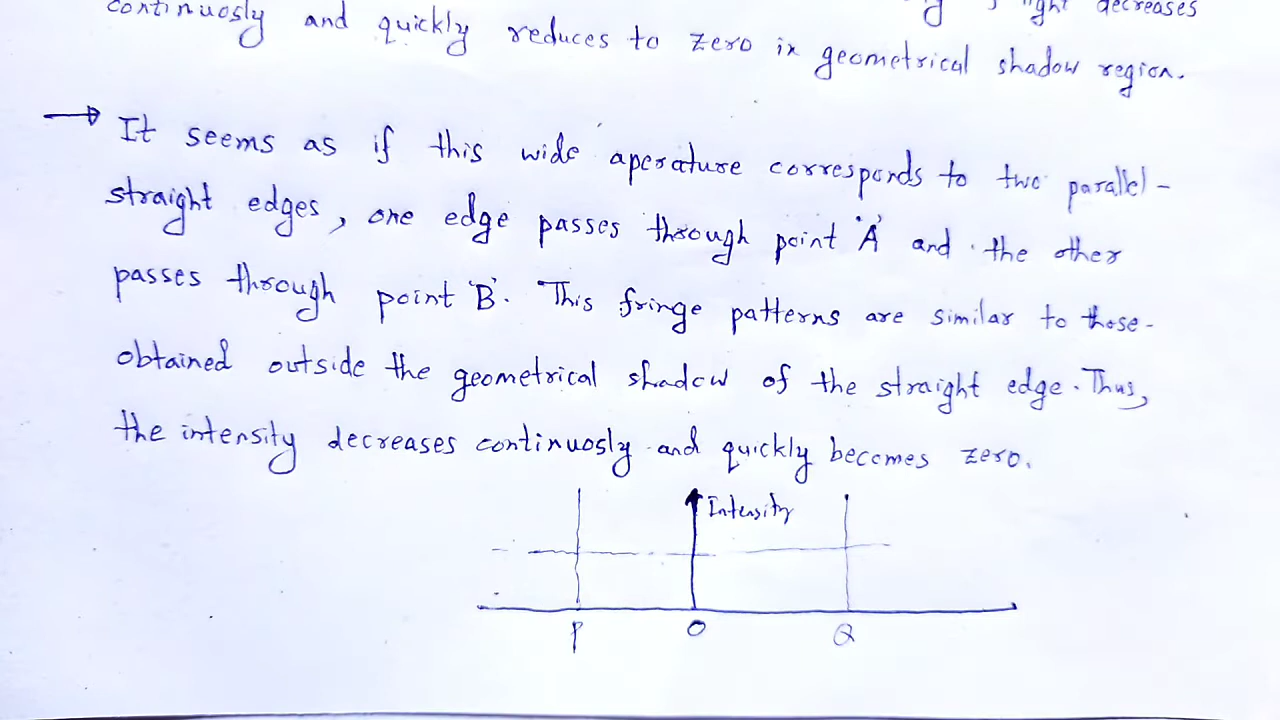 continuosly and quickly reduces to zero in geometrical shadow region.
light decreases
→ It seems as if this wide aperature corresponds to two parallel-
straight edges, one edge passes through point 'A' and the other
passes through point 'B'. This fringe patterns are similar to those-
obtained outside the geometrical shadow of the straight edge. Thus,
the intensity decreases continuosly and quickly becomes zero.
Intensity
P O Q